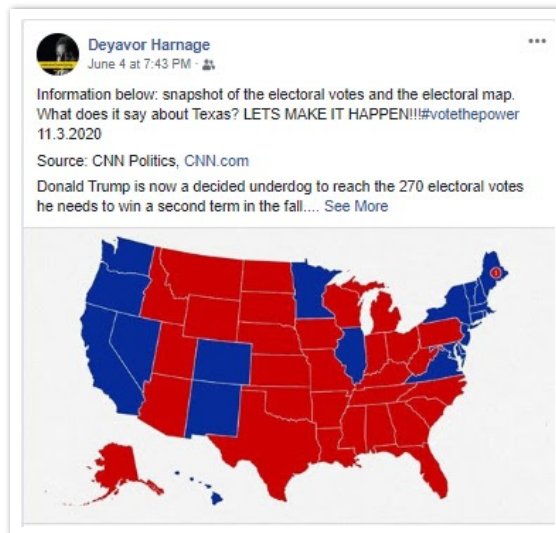 Deyavor Harnage
June 4 at 7:43 PM ·
Information below: snapshot of the electoral votes and the electoral map.
What does it say about Texas? LETS MAKE IT HAPPEN!!!#votethepower
11.3.2020
Source: CNN Politics, CNN.com
Donald Trump is now a decided underdog to reach the 270 electoral votes
he needs to win a second term in the fall.... See More
1